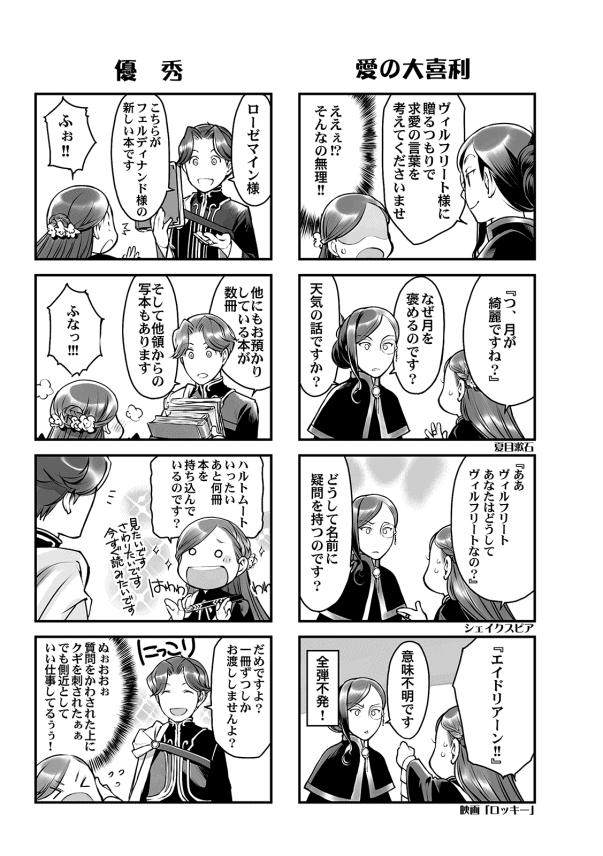 愛の大喜利
ヴィルフリート様に
贈るつもりで
求愛の言葉を
考えてくださいませ
ええぇ!?
そんなの無理!!
『つ、月が
綺麗ですね?』
なぜ月を
褒めるのです?
天気の話ですか?
夏目漱石
『ああ
ヴィルフリート
あなたはどうして
ヴィルフリートなの?』
どうして名前に
疑問を持つのです?
シェイクスピア
『エイドリアーン!!』
意味不明です
全弾不発!
映画「ロッキー」
優秀
ローゼマイン様
こちらが
フェルディナンド様の
新しい本です
ふぉ!!
他にもお預かり
している本が
数冊
そして他領からの
写本もあります
ふなっ!!!
ハルトムート
いったい
あと何冊
本を
持ち込んで
いるのです?
見たいです
さわりたいです
今すぐ読みたいです
はわわ
はわわ
だめですよ?
一冊ずつしか
お渡ししませんよ?
にっこり
ぬぉおおぉ
質問をかわされた上に
クギを刺されたぁぁ
でも側近として
いい仕事してるぅぅ!